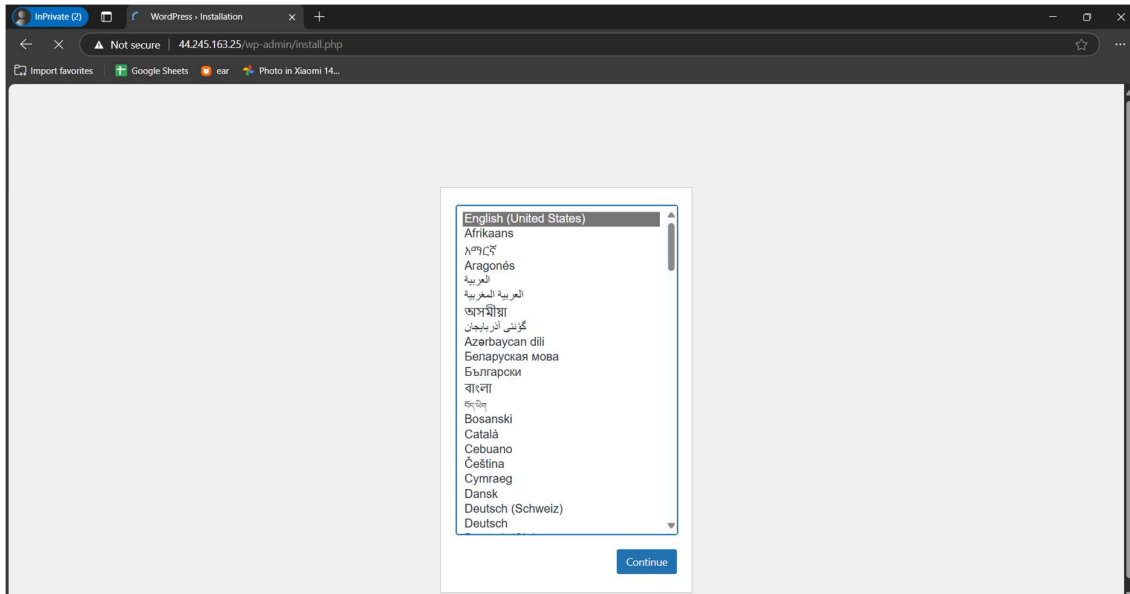 InPrivate (2)
WordPress › Installation
Not secure
44.245.163.25/wp-admin/install.php
Import favorites
Google Sheets
ear
Photo in Xiaomi 14...
English (United States)
Afrikaans
አማርኛ
Aragonés
العربية
العربية المغربية
অসমীয়া
گؤنئی آذربایجان
Azərbaycan dili
Беларуская мова
Български
বাংলা
བོད་ཡིག
Bosanski
Català
Cebuano
Čeština
Cymraeg
Dansk
Deutsch (Schweiz)
Deutsch
Continue